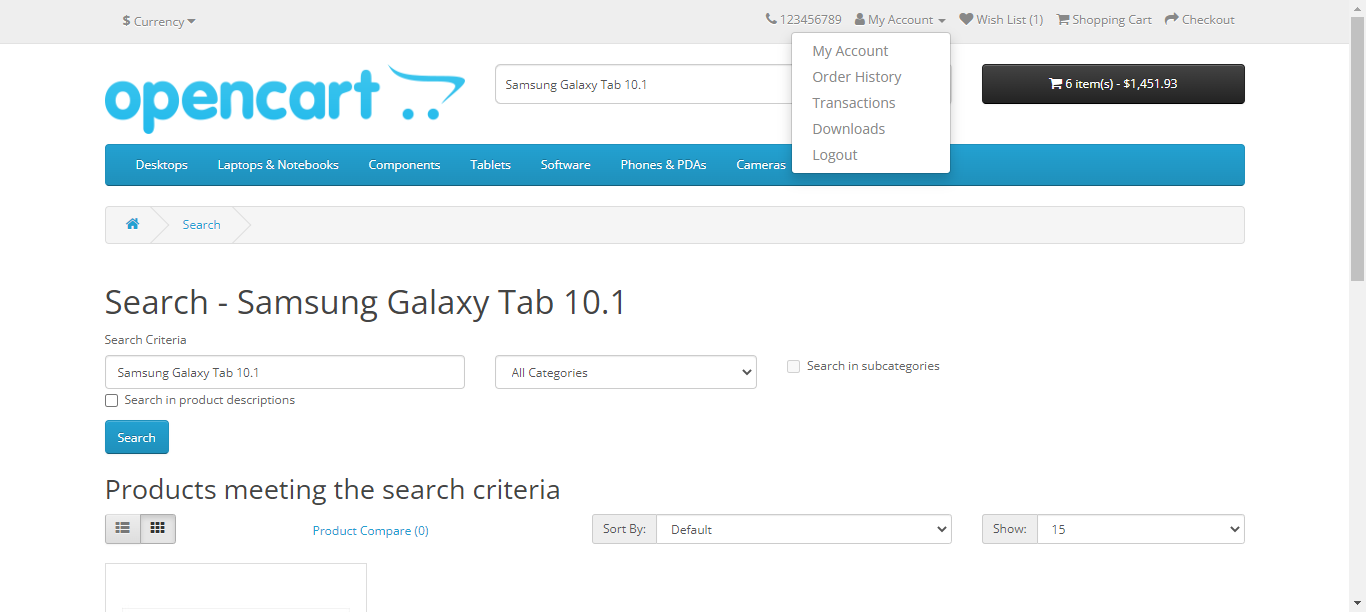 $ Currency
123456789 My Account Wish List (1) Shopping Cart Checkout
My Account
Order History
Transactions
Downloads
Logout
opencart
Samsung Galaxy Tab 10.1
6 item(s) - $1,451.93
Desktops Laptops & Notebooks Components Tablets Software Phones & PDAs Cameras
Search
Search - Samsung Galaxy Tab 10.1
Search Criteria
Samsung Galaxy Tab 10.1
All Categories
Search in subcategories
Search in product descriptions
Search
Products meeting the search criteria
Product Compare (0)
Sort By: Default
Show: 15